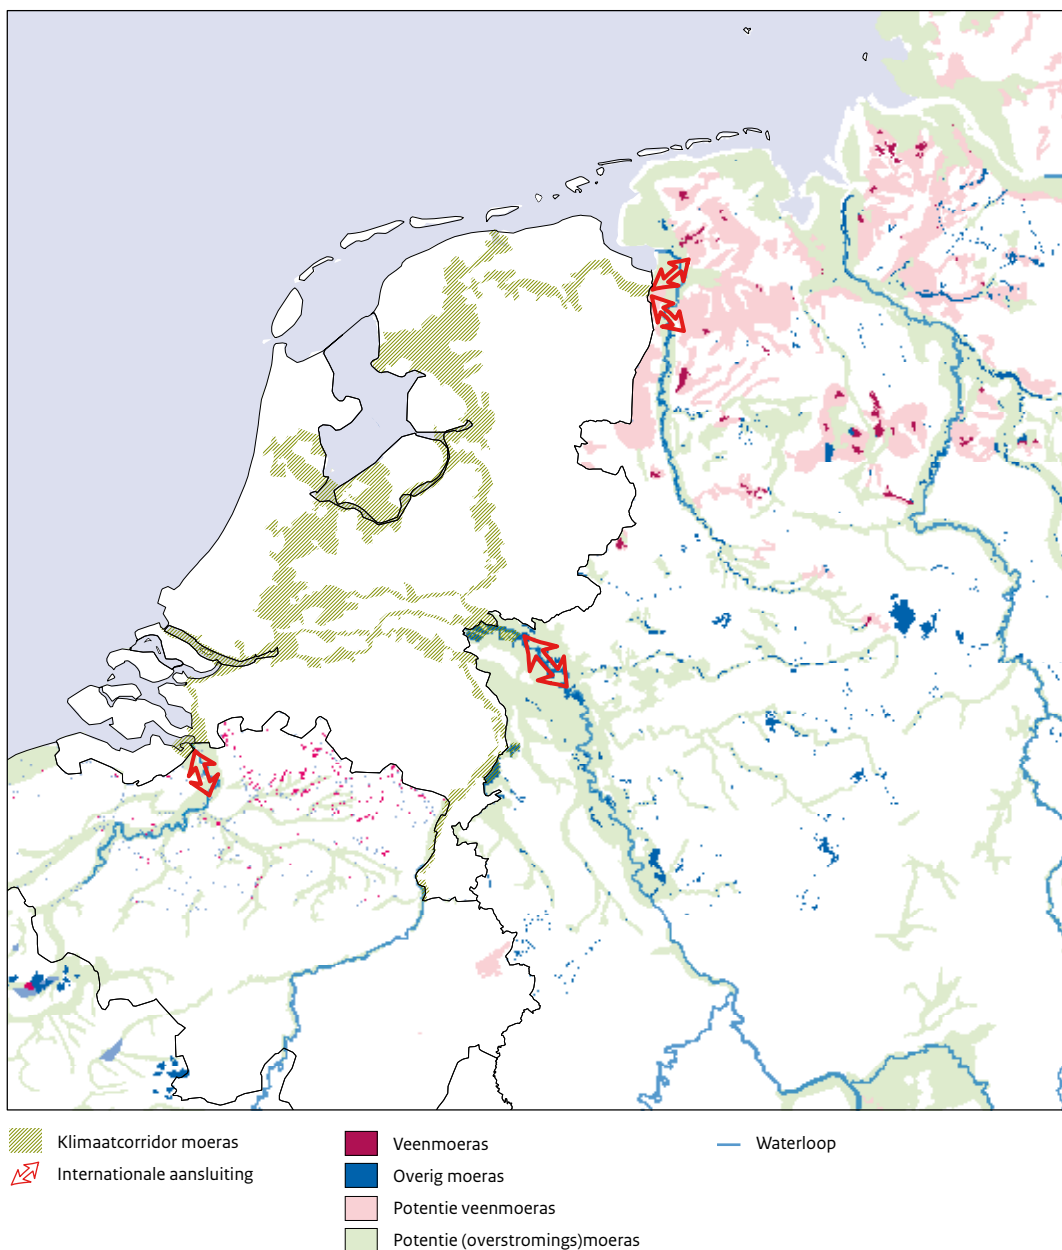 Klimaatcorridor moeras
Internationale aansluiting
Veenmoeras
Overig moeras
Potentie veenmoeras
Potentie (overstromings)moeras
Waterloop